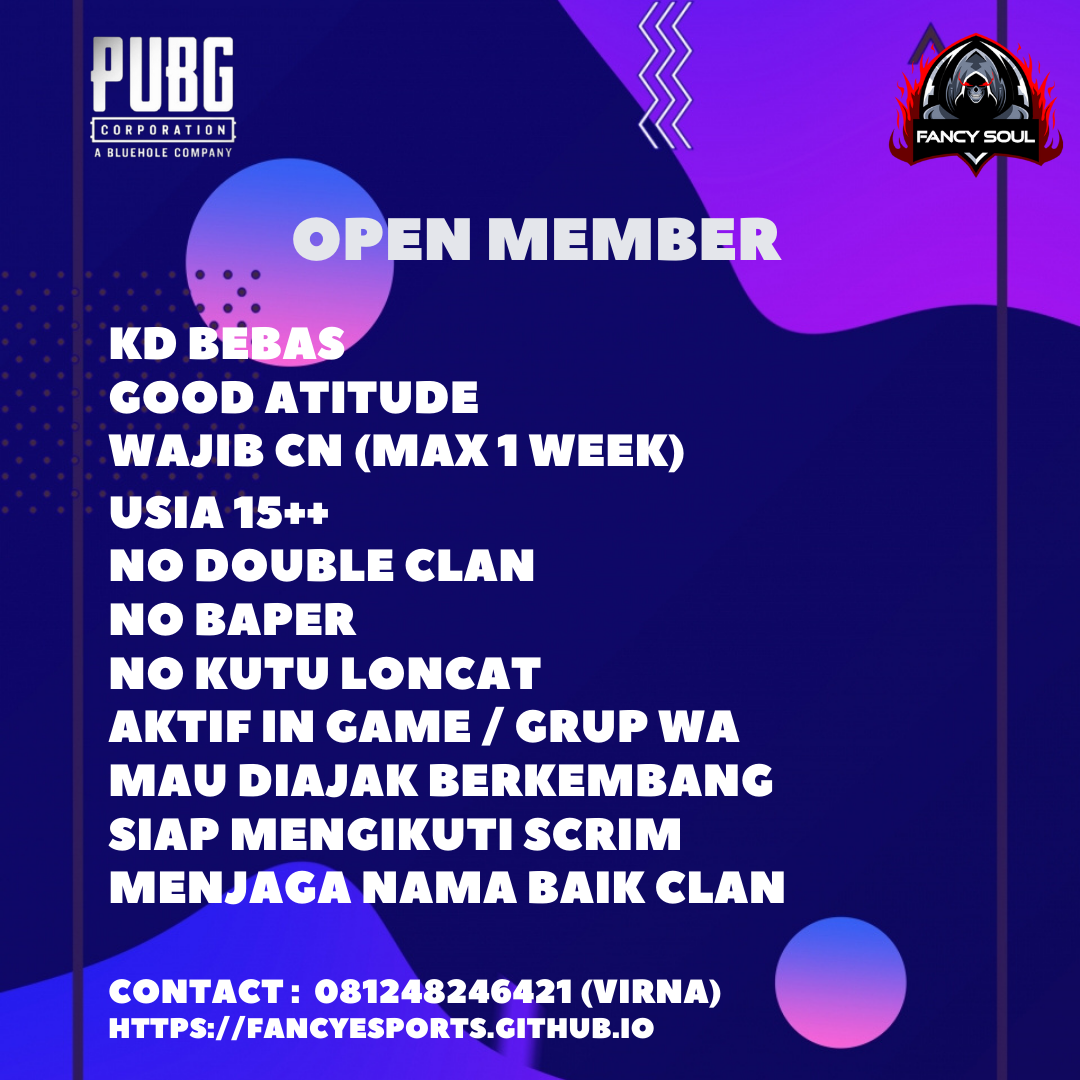 PUBG
CORPORATION
A BLUEHOLE COMPANY
FANCY SOUL
OPEN MEMBER
KD BEBAS
GOOD ATITUDE
WAJIB CN (MAX 1 WEEK)
USIA 15++
NO DOUBLE CLAN
NO BAPER
NO KUTU LONCAT
AKTIF IN GAME / GRUP WA
MAU DIAJAK BERKEMBANG
SIAP MENGIKUTI SCRIM
MENJAGA NAMA BAIK CLAN
CONTACT : 081248246421 (VIRNA)
HTTPS://FANCYESPORTS.GITHUB.IO